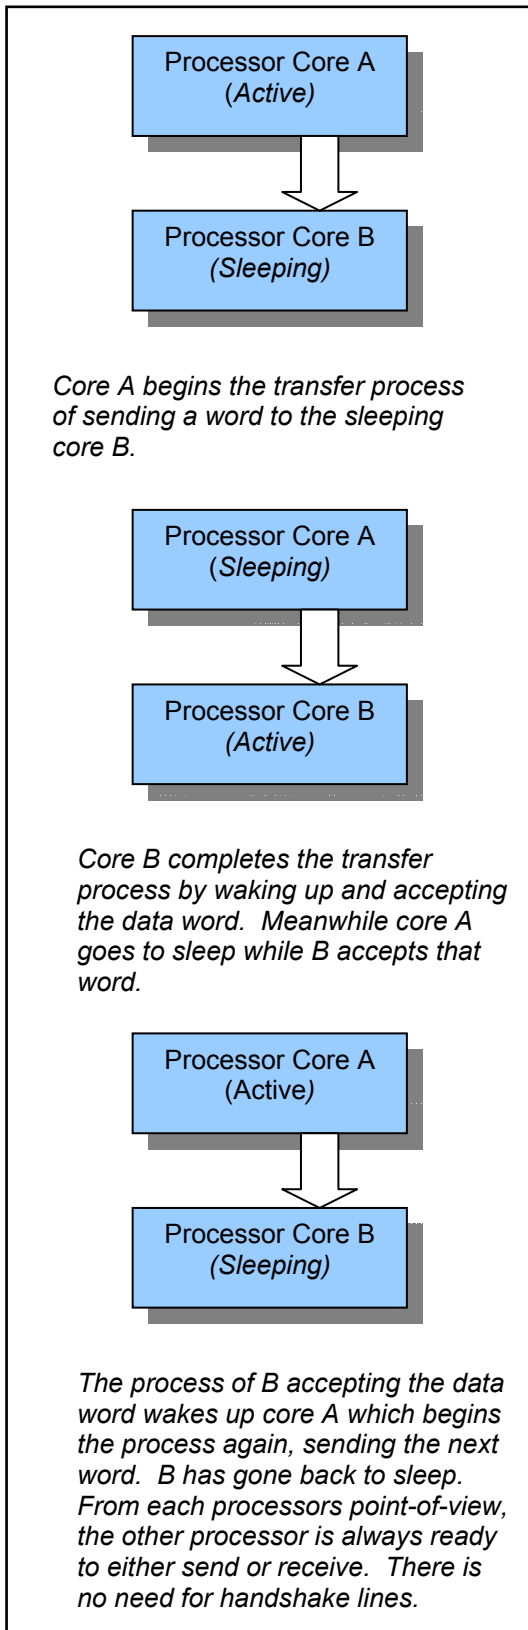 Processor Core A
(Active)
Processor Core B
(Sleeping)
Core A begins the transfer process
of sending a word to the sleeping
core B.
Processor Core A
(Sleeping)
Processor Core B
(Active)
Core B completes the transfer
process by waking up and accepting
the data word.  Meanwhile core A
goes to sleep while B accepts that
word.
Processor Core A
(Active)
Processor Core B
(Sleeping)
The process of B accepting the data
word wakes up core A which begins
the process again, sending the next
word.  B has gone back to sleep.
From each processors point-of-view,
the other processor is always ready
to either send or receive.  There is
no need for handshake lines.